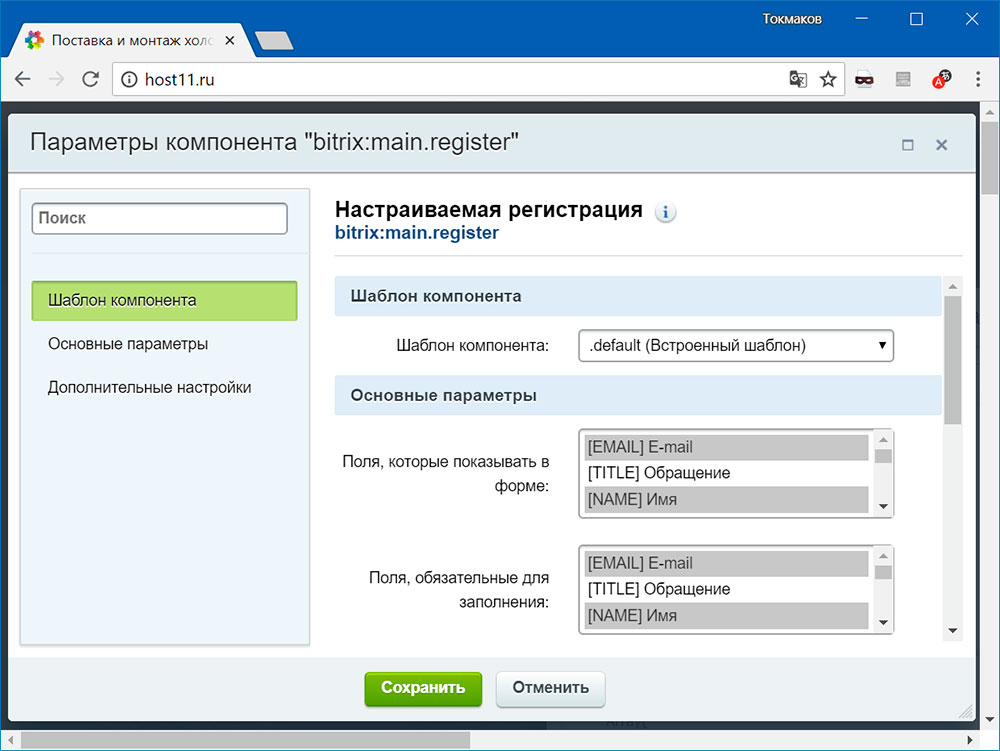 Токмаков
Поставка и монтаж холо
host11.ru
Параметры компонента "bitrix:main.register"
Поиск
Шаблон компонента
Основные параметры
Дополнительные настройки
Настраиваемая регистрация
bitrix:main.register
Шаблон компонента
Шаблон компонента: .default (Встроенный шаблон)
Основные параметры
Поля, которые показывать в
форме:
[EMAIL] E-mail
[TITLE] Обращение
[NAME] Имя
Поля, обязательные для
заполнения:
[EMAIL] E-mail
[TITLE] Обращение
[NAME] Имя
Сохранить
Отменить